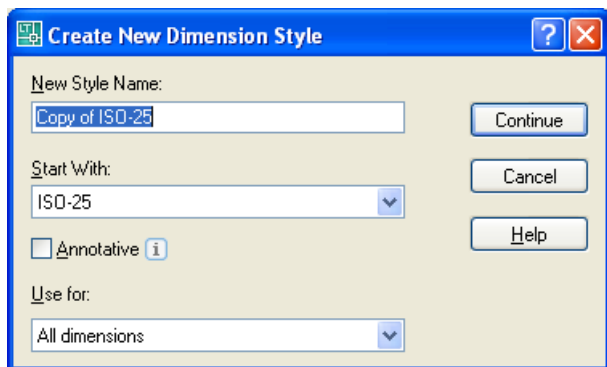 Create New Dimension Style
New Style Name:
Copy of ISO-25
Continue
Start With:
Cancel
ISO-25
Help
Annotative
Use for:
All dimensions